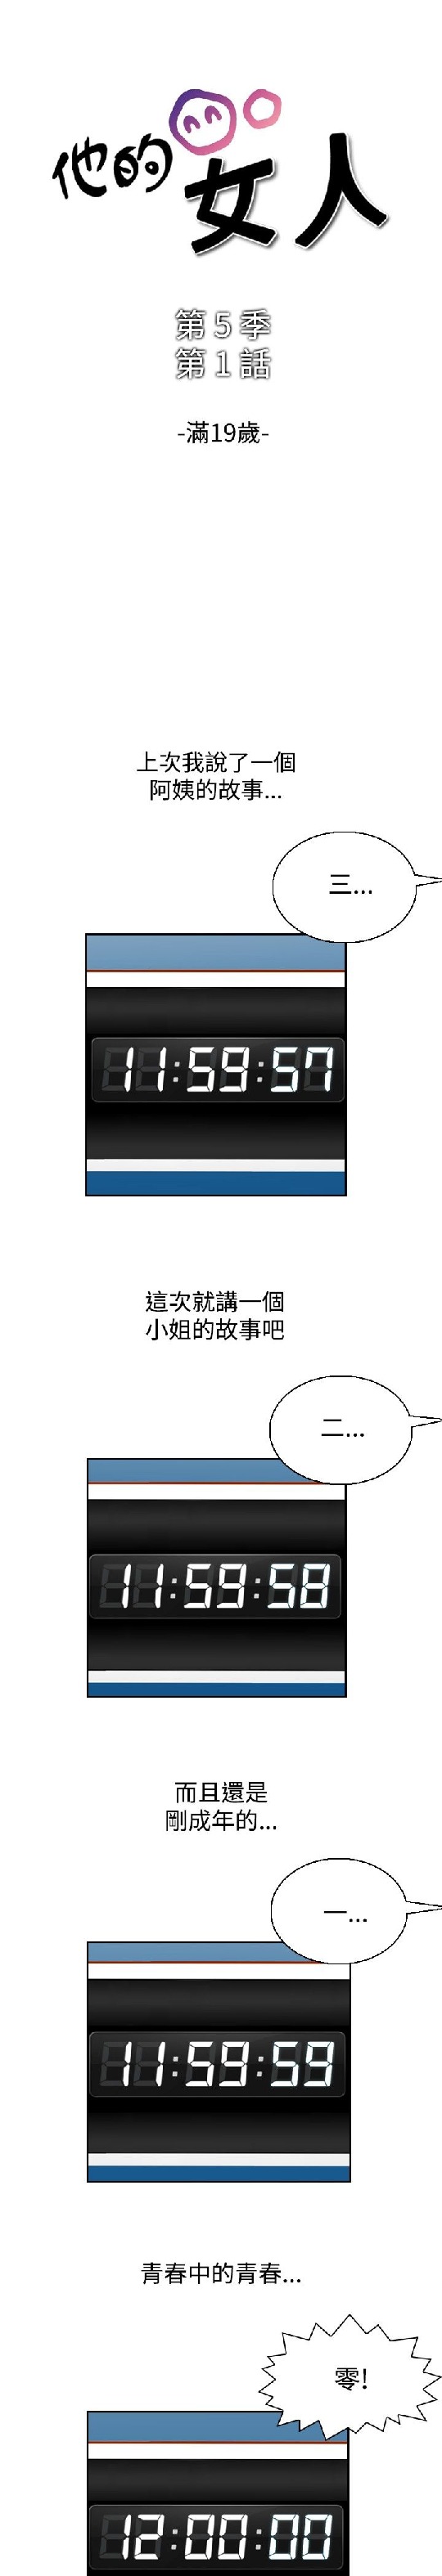 他的女人
第5季
第1話
-滿19歲-
上次我說了一個
阿姨的故事...
三...
11:59:57
這次就講一個
小姐的故事吧
二...
11:59:58
而且還是
剛成年的...
一...
11:59:59
青春中的青春...
零!
12:00:00